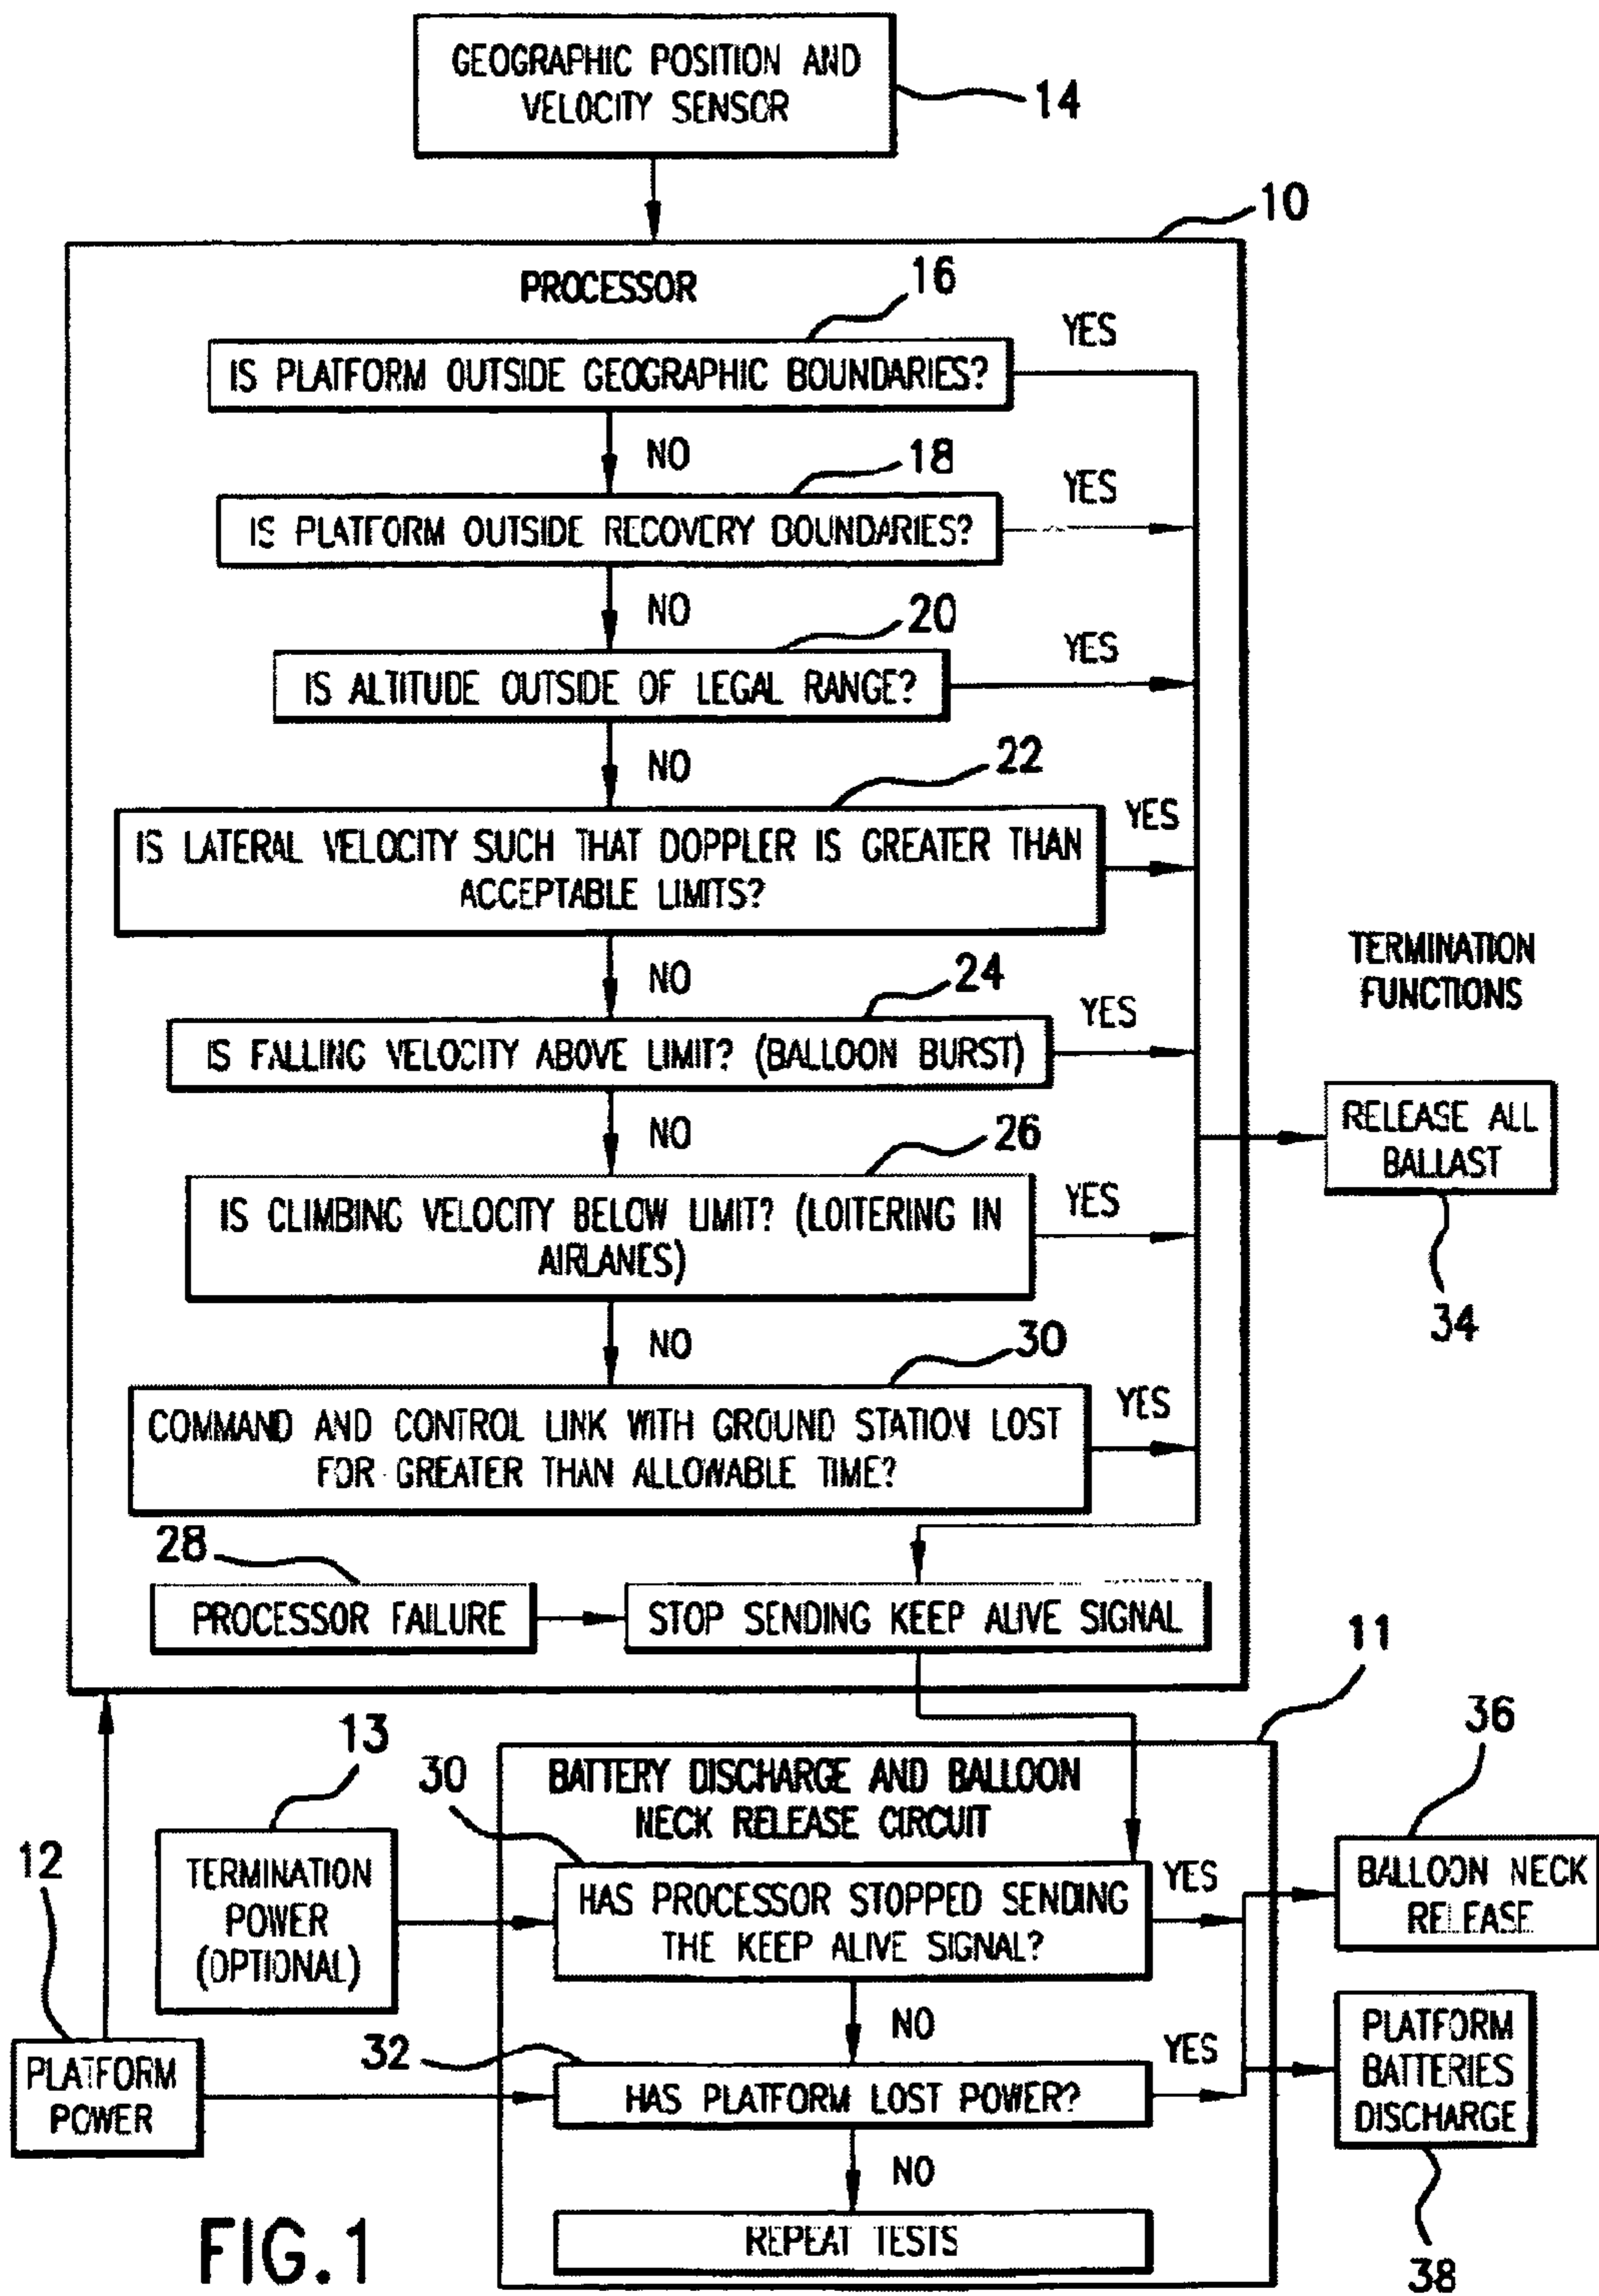 GEOGRAPHIC POSITION AND
VELOCITY SENSOR
14
10
PROCESSOR
16
YES
IS PLATFORM OUTSIDE GEOGRAPHIC BOUNDARIES?
NO
18
YES
IS PLATFORM OUTSIDE RECOVERY BOUNDARIES?
NO
20
YES
IS ALTITUDE OUTSIDE OF LEGAL RANGE?
NO
22
YES
IS LATERAL VELOCITY SUCH THAT DOPPLER IS GREATER THAN
ACCEPTABLE LIMITS?
TERMINATION
FUNCTIONS
NO
24
YES
IS FALLING VELOCITY ABOVE LIMIT? (BALLOON BURST)
RELEASE ALL
BALLAST
34
NO
26
YES
IS CLIMBING VELOCITY BELOW LIMIT? (LOITERING IN
AIRLANES)
NO
30
YES
COMMAND AND CONTROL LINK WITH GROUND STATION LOST
FOR GREATER THAN ALLOWABLE TIME?
28
PROCESSOR FAILURE
STOP SENDING KEEP ALIVE SIGNAL
11
13
30
BATTERY DISCHARGE AND BALLOON
NECK RELEASE CIRCUIT
36
12
TERMINATION
POWER
(OPTIONAL)
HAS PROCESSOR STOPPED SENDING
THE KEEP ALIVE SIGNAL?
YES
BALLOON NECK
RELEASE
NO
32
YES
PLATFORM
POWER
HAS PLATFORM LOST POWER?
PLATFORM
BATTERIES
DISCHARGE
NO
38
REPEAT TESTS
FIG.1